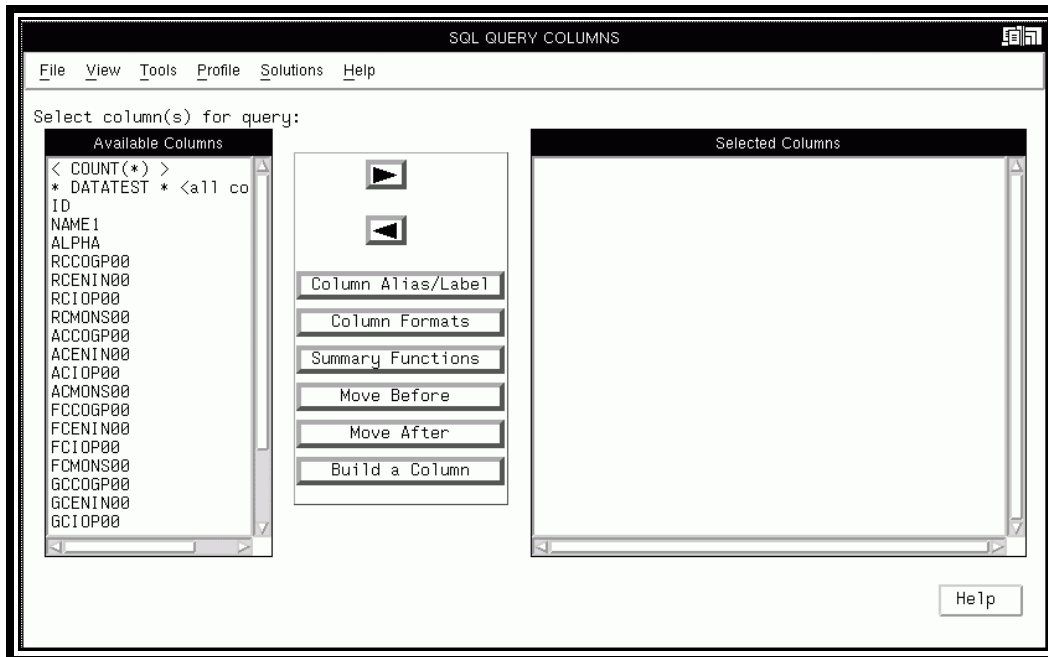 SQL QUERY COLUMNS
File View Tools Profile Solutions Help
Select column(s) for query:
Available Columns
< COUNT(*) >
* DATATEST * <all co
ID
NAME1
ALPHA
RCCOGP00
RCENIN00
RCIOP00
RCMONS00
ACCOGP00
ACENIN00
ACIOP00
ACMONS00
FCCOGP00
FCENIN00
FCIOP00
FCMONS00
GCCOGP00
GCENIN00
GCIOP00
Column Alias/Label
Column Formats
Summary Functions
Move Before
Move After
Build a Column
Selected Columns
Help